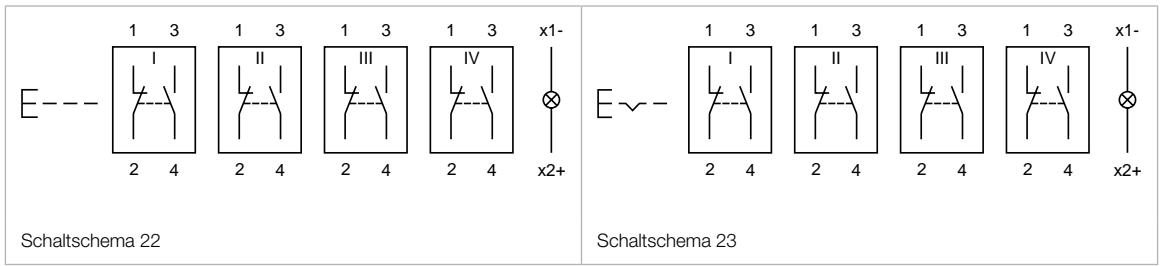 1 3 1 3 1 3 1 3 x1- 1 3 1 3 1 3 1 3 x1-
I II III IV I II III IV
2 4 2 4 2 4 2 4 x2+ 2 4 2 4 2 4 2 4 x2+
Schaltschema 22 Schaltschema 23